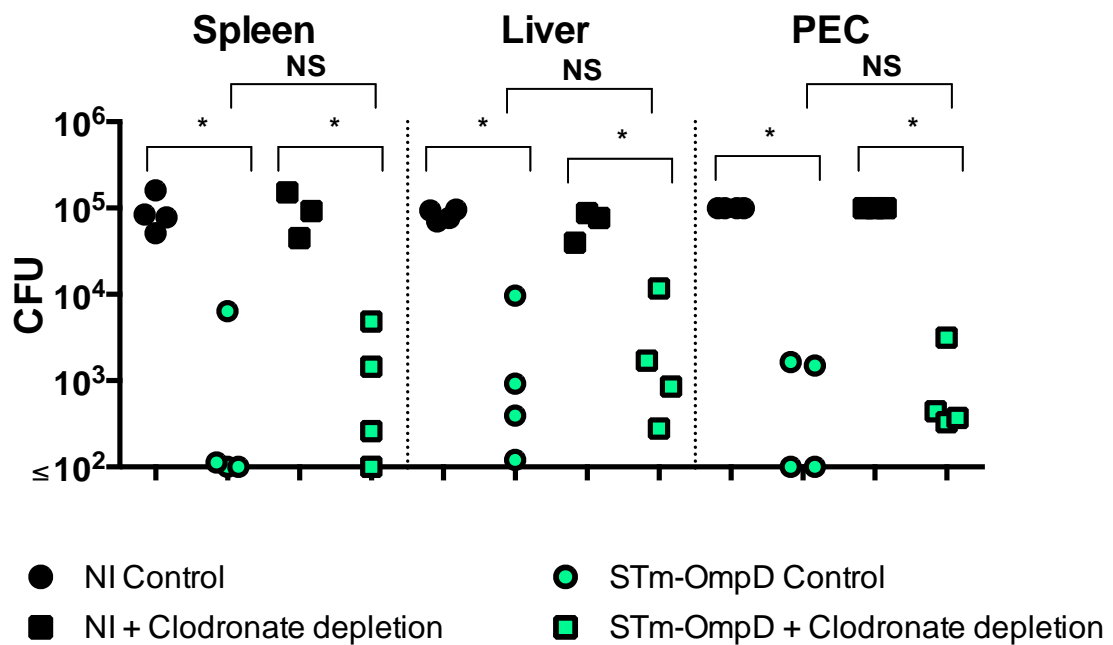 Spleen Liver PEC
NS NS NS
* * * * * *
CFU
10⁶
10⁵
10⁴
10³
≤10²
NI Control STm-OmpD Control
NI + Clodronate depletion STm-OmpD + Clodronate depletion